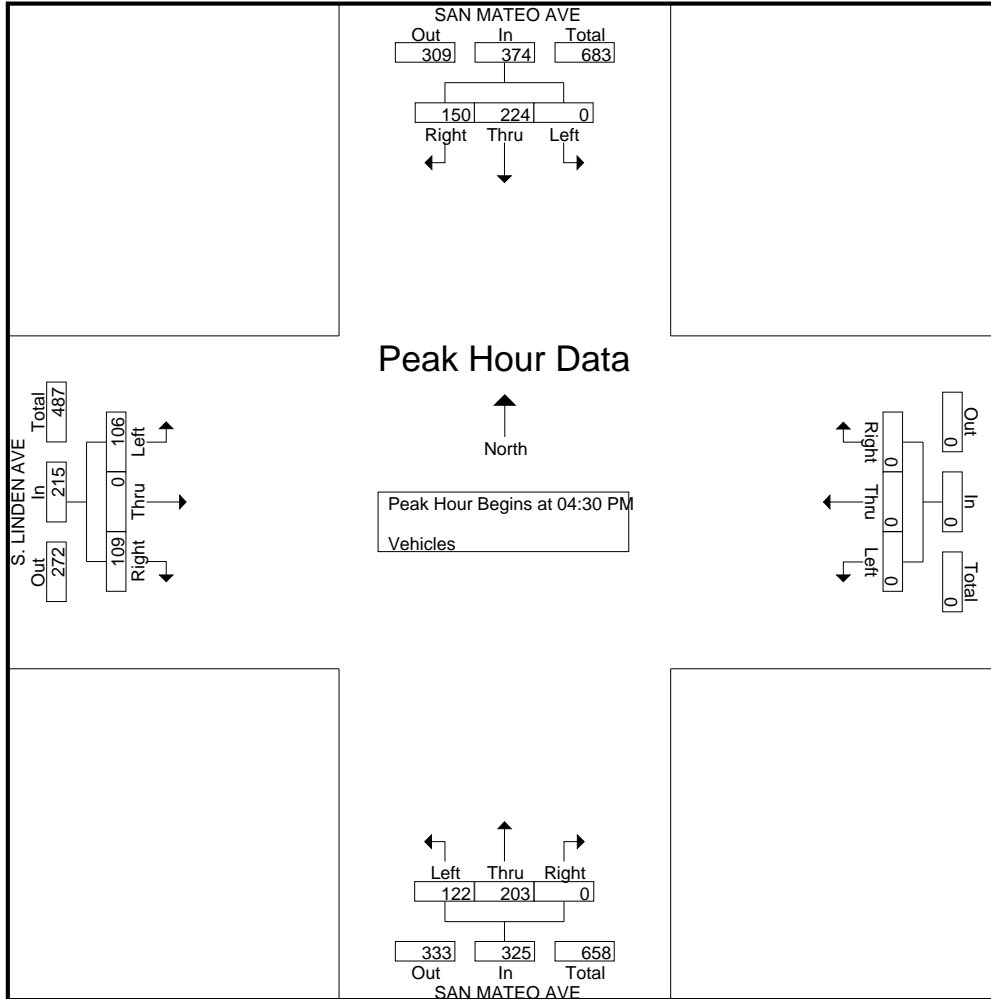 SAN MATEO AVE
Out In Total
309 374 683
150 224 0
Right Thru Left
Peak Hour Data
North
Peak Hour Begins at 04:30 PM
Vehicles
S. LINDEN AVE
Out In Total
272 215 487
109 0 106
Right Thru Left
Out In Total
0 0 0
0 0 0
Right Thru Left
Left Thru Right
122 203 0
333 325 658
Out In Total
SAN MATEO AVE